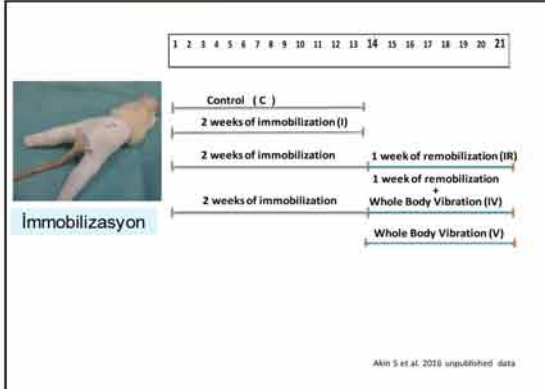 1 2 3 4 5 6 7 8 9 10 11 12 13 14 15 16 17 18 19 20 21
Control ( C )
2 weeks of immobilization (I)
2 weeks of immobilization
1 week of remobilization (IR)
1 week of remobilization
+
2 weeks of immobilization
Whole Body Vibration (IV)
Whole Body Vibration (V)
İmmobilizasyon
Akin S et al. 2016 unpublished data